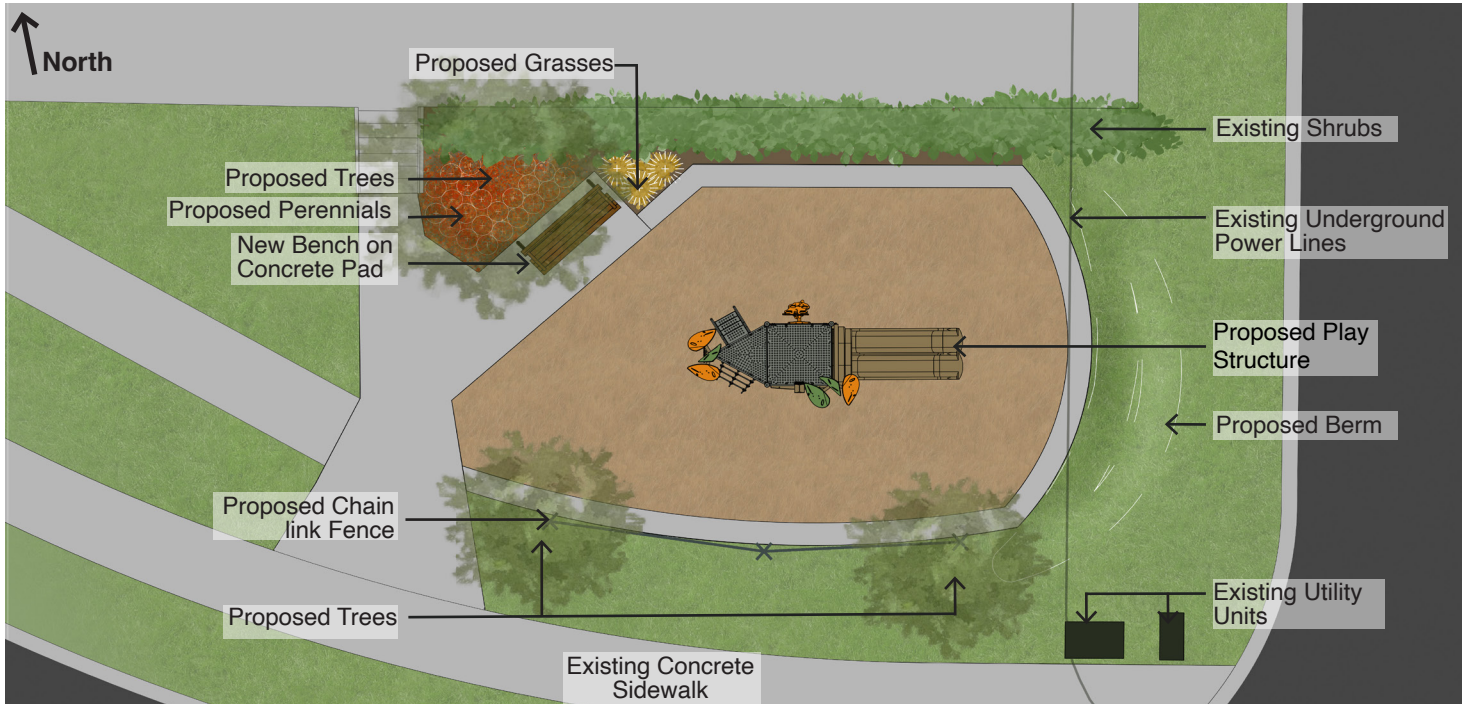 North
Proposed Grasses
Existing Shrubs
Proposed Trees
Proposed Perennials
New Bench on
Concrete Pad
Existing Underground
Power Lines
Proposed Play
Structure
Proposed Berm
Proposed Chain
link Fence
Existing Utility
Units
Proposed Trees
Existing Concrete
Sidewalk